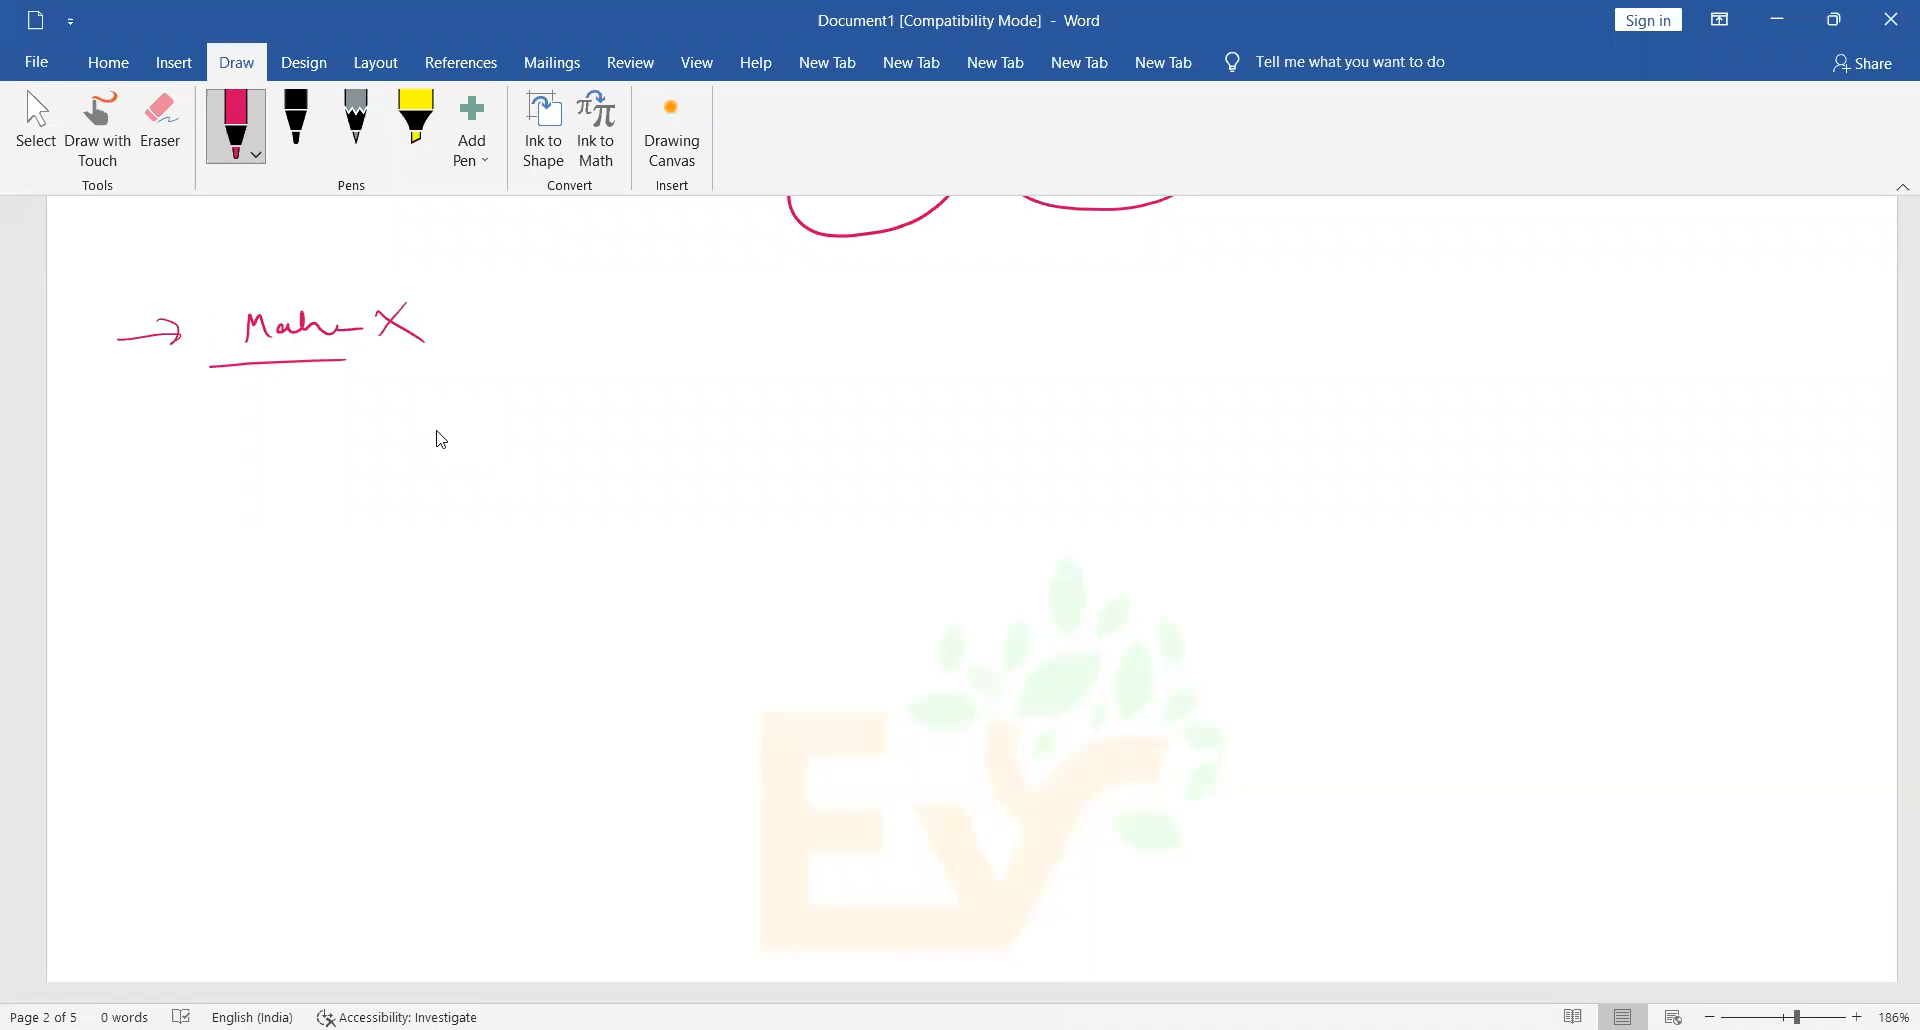 Document1 [Compatibility Mode] - Word
Sign in
File Home Insert Draw Design Layout References Mailings Review View Help New Tab New Tab New Tab New Tab New Tab Tell me what you want to do Share
Select Draw with Touch Eraser Add Pen Ink to Shape Ink to Math Drawing Canvas
Tools Pens Convert Insert
→ X
EY
Page 2 of 5 0 words English (India) Accessibility: Investigate 186%